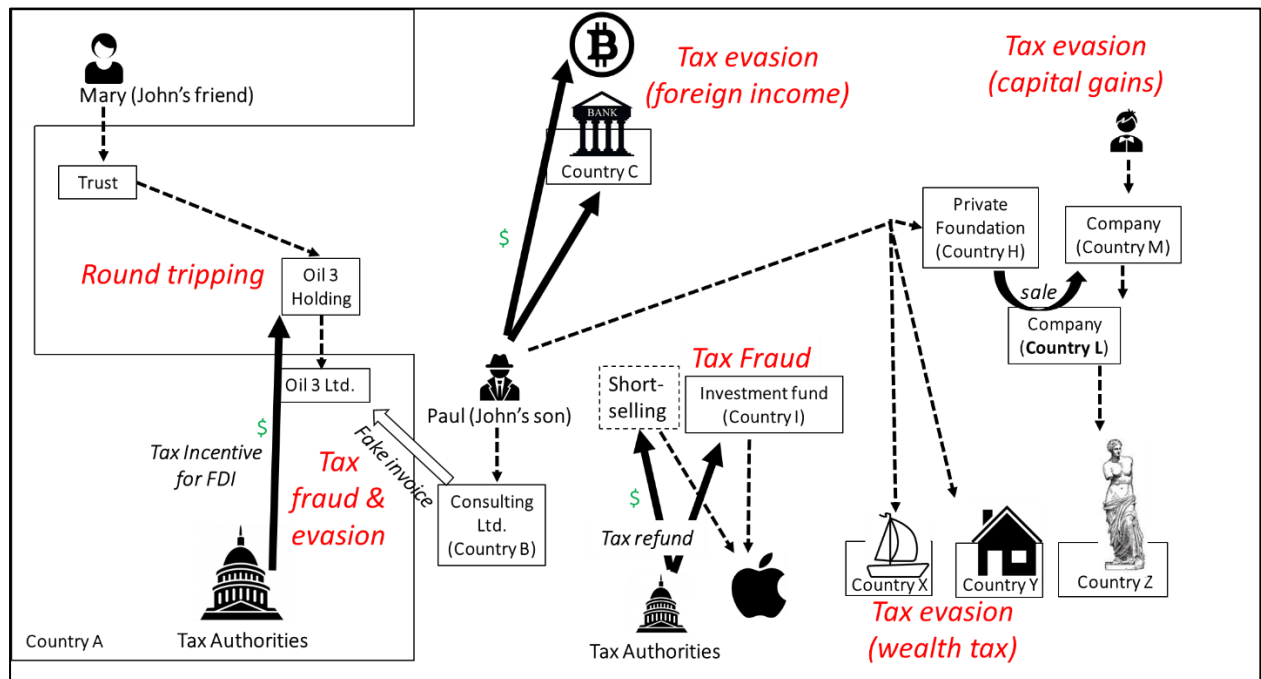 Mary (John's friend)
Trust
Round tripping
Oil 3
Holding
Oil 3 Ltd.
$
Tax Incentive
for FDI
Tax
fraud &
evasion
Fake invoice
Tax Authorities
Country A
Tax evasion
(foreign income)
BANK
Country C
$
Paul (John's son)
Consulting
Ltd.
(Country B)
Tax Fraud
Short-
selling
Investment fund
(Country I)
$
Tax refund
Tax Authorities
Tax evasion
(capital gains)
Private
Foundation
(Country H)
Company
(Country M)
sale
Company
(Country L)
Country X
Country Y
Country Z
Tax evasion
(wealth tax)